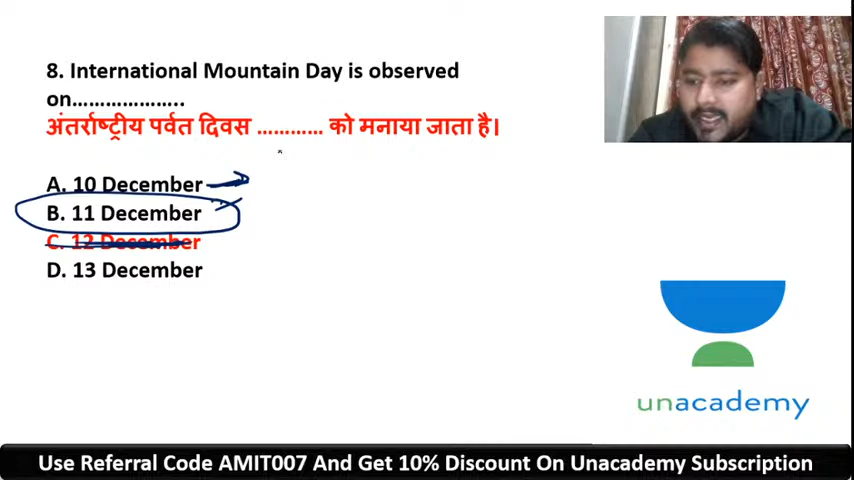 8. International Mountain Day is observed
on………………..
अंतर्राष्ट्रीय पर्वत दिवस ………… को मनाया जाता है।
A. 10 December
B. 11 December
C. 12 December
D. 13 December
unacademy
Use Referral Code AMIT007 And Get 10% Discount On Unacademy Subscription